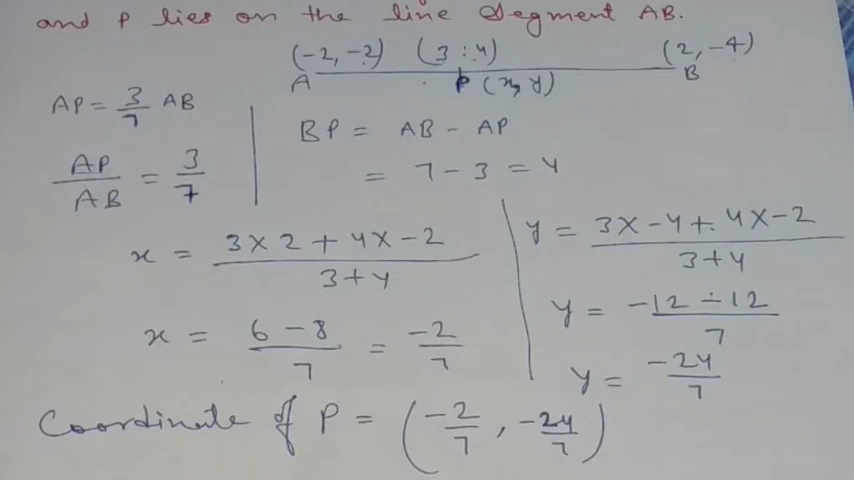 and P lies on the line segment AB.
(-2, -2) (3 : 4) (2, -4)
A P (x, y) B
AP = 3/7 AB
BP = AB - AP
AP/AB = 3/7
= 7 - 3 = 4
x = (3 × 2 + 4 × -2)/(3 + 4)
y = (3 × -4 + 4 × -2)/(3 + 4)
x = (6 - 8)/7 = -2/7
y = (-12 - 12)/7
y = -24/7
Coordinate of P = (-2/7, -24/7)